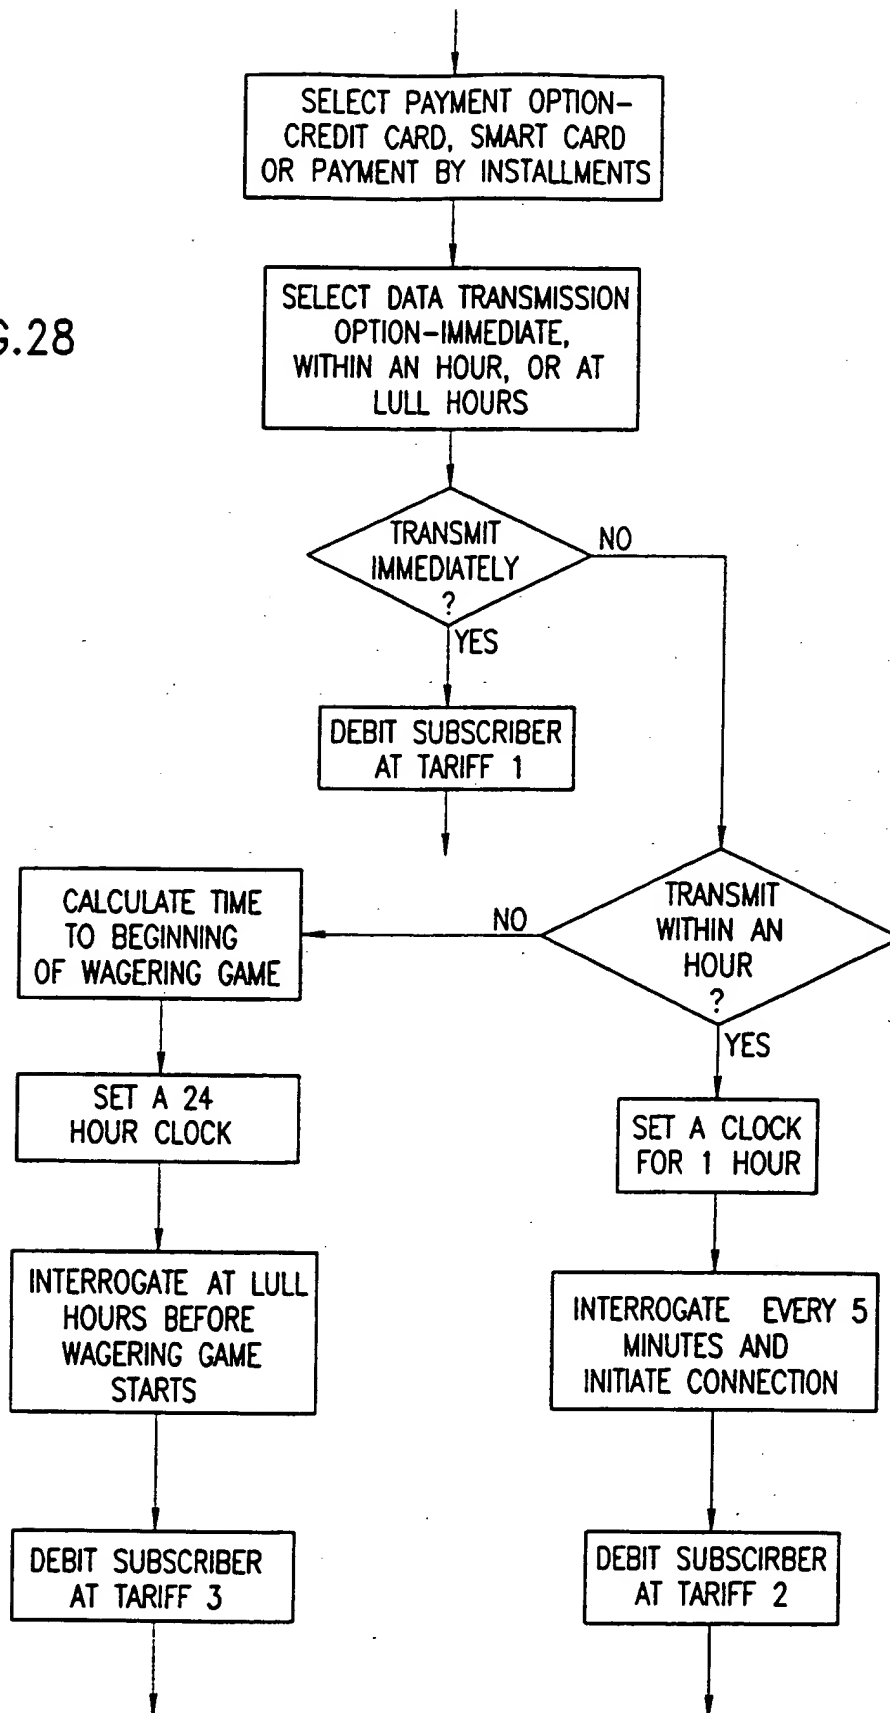 SELECT PAYMENT OPTION-
CREDIT CARD, SMART CARD
OR PAYMENT BY INSTALLMENTS
SELECT DATA TRANSMISSION
OPTION-IMMEDIATE,
WITHIN AN HOUR, OR AT
LULL HOURS
G.28
TRANSMIT
IMMEDIATELY
?
NO
YES
DEBIT SUBSCRIBER
AT TARIFF 1
TRANSMIT
WITHIN AN
HOUR
?
NO
YES
CALCULATE TIME
TO BEGINNING
OF WAGERING GAME
SET A 24
HOUR CLOCK
INTERROGATE AT LULL
HOURS BEFORE
WAGERING GAME
STARTS
DEBIT SUBSCRIBER
AT TARIFF 3
SET A CLOCK
FOR 1 HOUR
INTERROGATE EVERY 5
MINUTES AND
INITIATE CONNECTION
DEBIT SUBSCIRBER
AT TARIFF 2